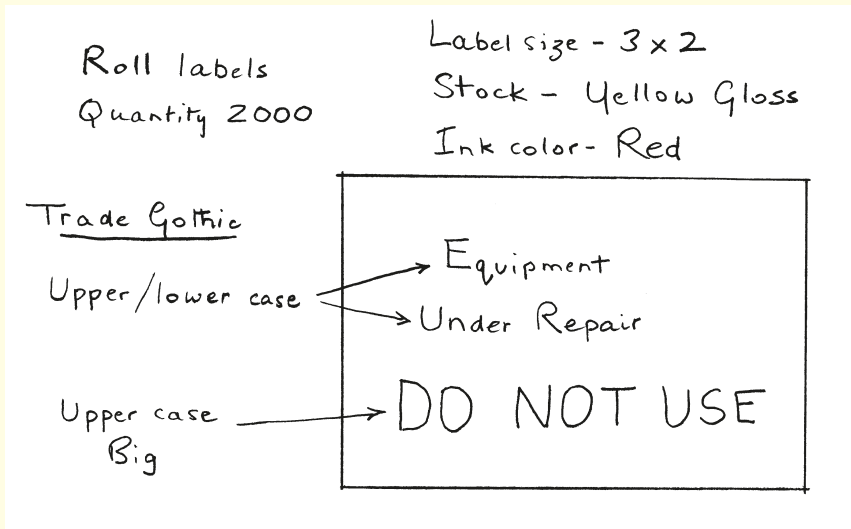 Roll labels
Quantity 2000
Label size - 3 x 2
Stock - Yellow Gloss
Ink color - Red
Trade Gothic
Upper/lower case
Equipment
Under Repair
Upper case
Big
DO NOT USE